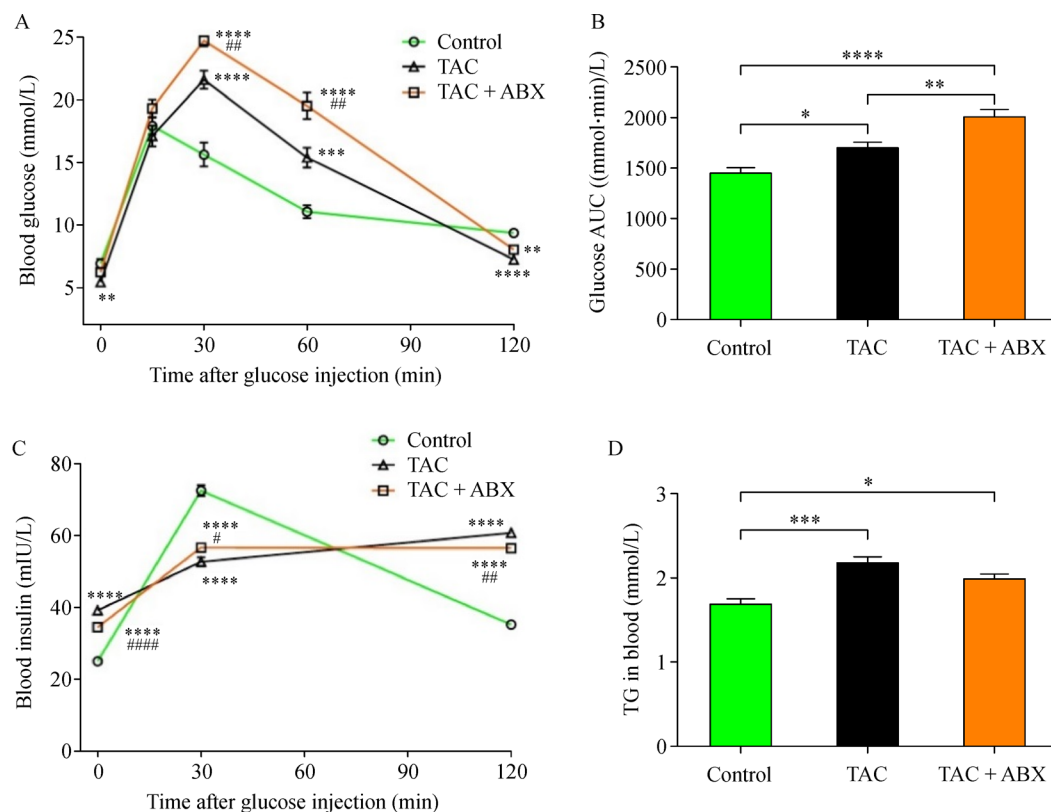 A
Blood glucose (mmol/L)
25
20
15
10
5
0
30
60
90
120
Time after glucose injection (min)
Control
TAC
TAC + ABX
****
##
****
****
##
***
**
**
****
B
Glucose AUC ((mmol·min)/L)
2500
2000
1500
1000
500
0
****
*
**
Control
TAC
TAC + ABX
C
Blood insulin (mIU/L)
80
60
40
20
0
0
30
60
90
120
Time after glucose injection (min)
Control
TAC
TAC + ABX
****
****
####
****
#
****
****
****
##
D
TG in blood (mmol/L)
3
2
1
0
*
***
Control
TAC
TAC + ABX